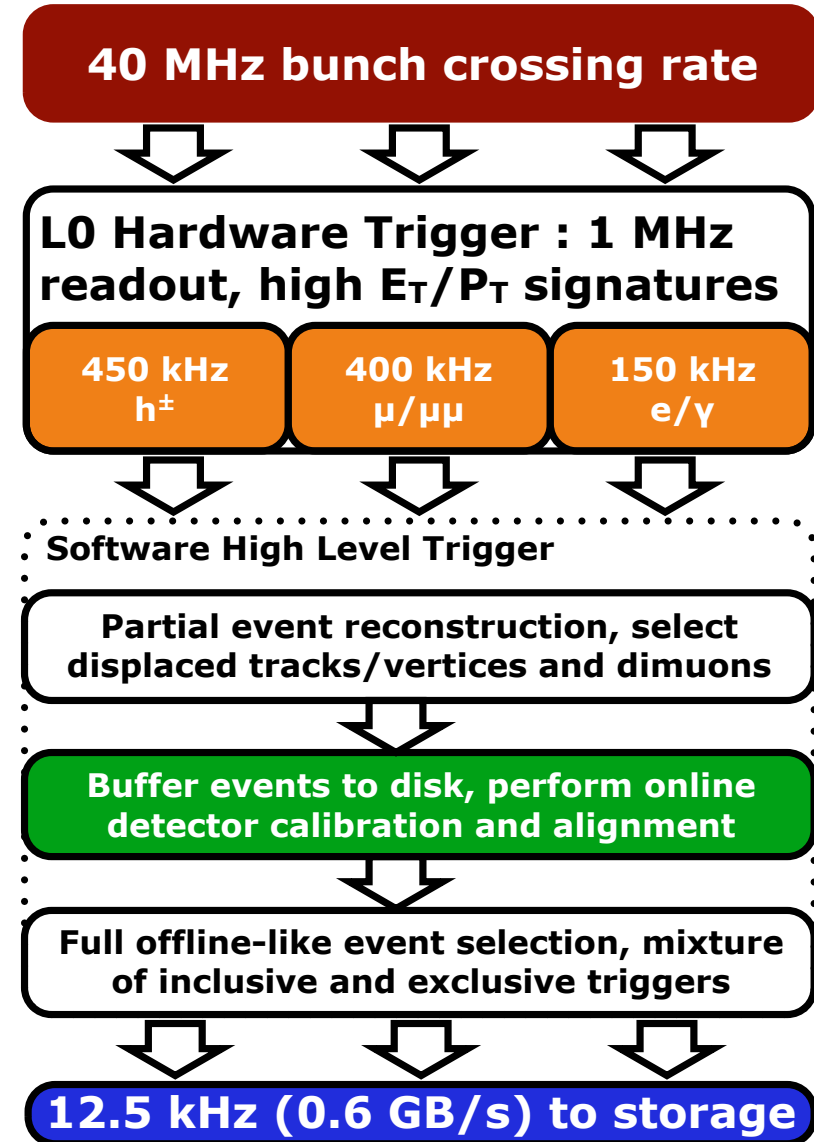 40 MHz bunch crossing rate
L0 Hardware Trigger : 1 MHz
readout, high E_T/P_T signatures
450 kHz
h±
400 kHz
μ/μμ
150 kHz
e/γ
Software High Level Trigger
Partial event reconstruction, select
displaced tracks/vertices and dimuons
Buffer events to disk, perform online
detector calibration and alignment
Full offline-like event selection, mixture
of inclusive and exclusive triggers
12.5 kHz (0.6 GB/s) to storage